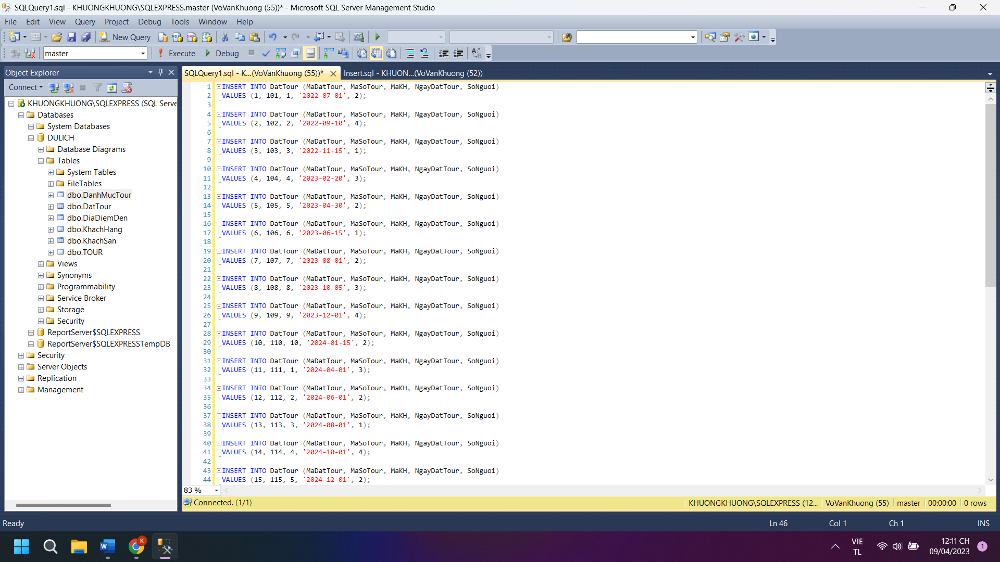 SQLQuery1.sql - KHUONGKHUONG\SQLEXPRESS.master (VoVanKhuong (55))* - Microsoft SQL Server Management Studio
File Edit View Query Project Debug Tools Window Help
New Query
master Execute Debug
Object Explorer
Connect
KHUONGKHUONG\SQLEXPRESS (SQL Serve
Databases
System Databases
DULICH
Database Diagrams
Tables
System Tables
FileTables
dbo.DanhMucTour
dbo.DatTour
dbo.DiaDiemDen
dbo.KhachHang
dbo.KhachSan
dbo.TOUR
Views
Synonyms
Programmability
Service Broker
Storage
Security
ReportServer$SQLEXPRESS
ReportServer$SQLEXPRESSTempDB
Security
Server Objects
Replication
Management
SQLQuery1.sql - K...(VoVanKhuong (55))* Insert.sql - KHUON...(VoVanKhuong (52))
1 INSERT INTO DatTour (MaDatTour, MaSoTour, MaKH, NgayDatTour, SoNguoi)
2 VALUES (1, 101, 1, '2022-07-01', 2);
3
4 INSERT INTO DatTour (MaDatTour, MaSoTour, MaKH, NgayDatTour, SoNguoi)
5 VALUES (2, 102, 2, '2022-09-10', 4);
6
7 INSERT INTO DatTour (MaDatTour, MaSoTour, MaKH, NgayDatTour, SoNguoi)
8 VALUES (3, 103, 3, '2022-11-15', 1);
9
10 INSERT INTO DatTour (MaDatTour, MaSoTour, MaKH, NgayDatTour, SoNguoi)
11 VALUES (4, 104, 4, '2023-02-20', 3);
12
13 INSERT INTO DatTour (MaDatTour, MaSoTour, MaKH, NgayDatTour, SoNguoi)
14 VALUES (5, 105, 5, '2023-04-30', 2);
15
16 INSERT INTO DatTour (MaDatTour, MaSoTour, MaKH, NgayDatTour, SoNguoi)
17 VALUES (6, 106, 6, '2023-06-15', 1);
18
19 INSERT INTO DatTour (MaDatTour, MaSoTour, MaKH, NgayDatTour, SoNguoi)
20 VALUES (7, 107, 7, '2023-08-01', 2);
21
22 INSERT INTO DatTour (MaDatTour, MaSoTour, MaKH, NgayDatTour, SoNguoi)
23 VALUES (8, 108, 8, '2023-10-05', 3);
24
25 INSERT INTO DatTour (MaDatTour, MaSoTour, MaKH, NgayDatTour, SoNguoi)
26 VALUES (9, 109, 9, '2023-12-01', 4);
27
28 INSERT INTO DatTour (MaDatTour, MaSoTour, MaKH, NgayDatTour, SoNguoi)
29 VALUES (10, 110, 10, '2024-01-15', 2);
30
31 INSERT INTO DatTour (MaDatTour, MaSoTour, MaKH, NgayDatTour, SoNguoi)
32 VALUES (11, 111, 1, '2024-04-01', 3);
33
34 INSERT INTO DatTour (MaDatTour, MaSoTour, MaKH, NgayDatTour, SoNguoi)
35 VALUES (12, 112, 2, '2024-06-01', 2);
36
37 INSERT INTO DatTour (MaDatTour, MaSoTour, MaKH, NgayDatTour, SoNguoi)
38 VALUES (13, 113, 3, '2024-08-01', 1);
39
40 INSERT INTO DatTour (MaDatTour, MaSoTour, MaKH, NgayDatTour, SoNguoi)
41 VALUES (14, 114, 4, '2024-10-01', 4);
42
43 INSERT INTO DatTour (MaDatTour, MaSoTour, MaKH, NgayDatTour, SoNguoi)
44 VALUES (15, 115, 5, '2024-12-01', 2);
83 %
Connected. (1/1) KHUONGKHUONG\SQLEXPRESS (12... VoVanKhuong (55) master 00:00:00 0 rows
Ready Ln 46 Col 1 Ch 1 INS
VIE
TL
12:11 CH
09/04/2023
1